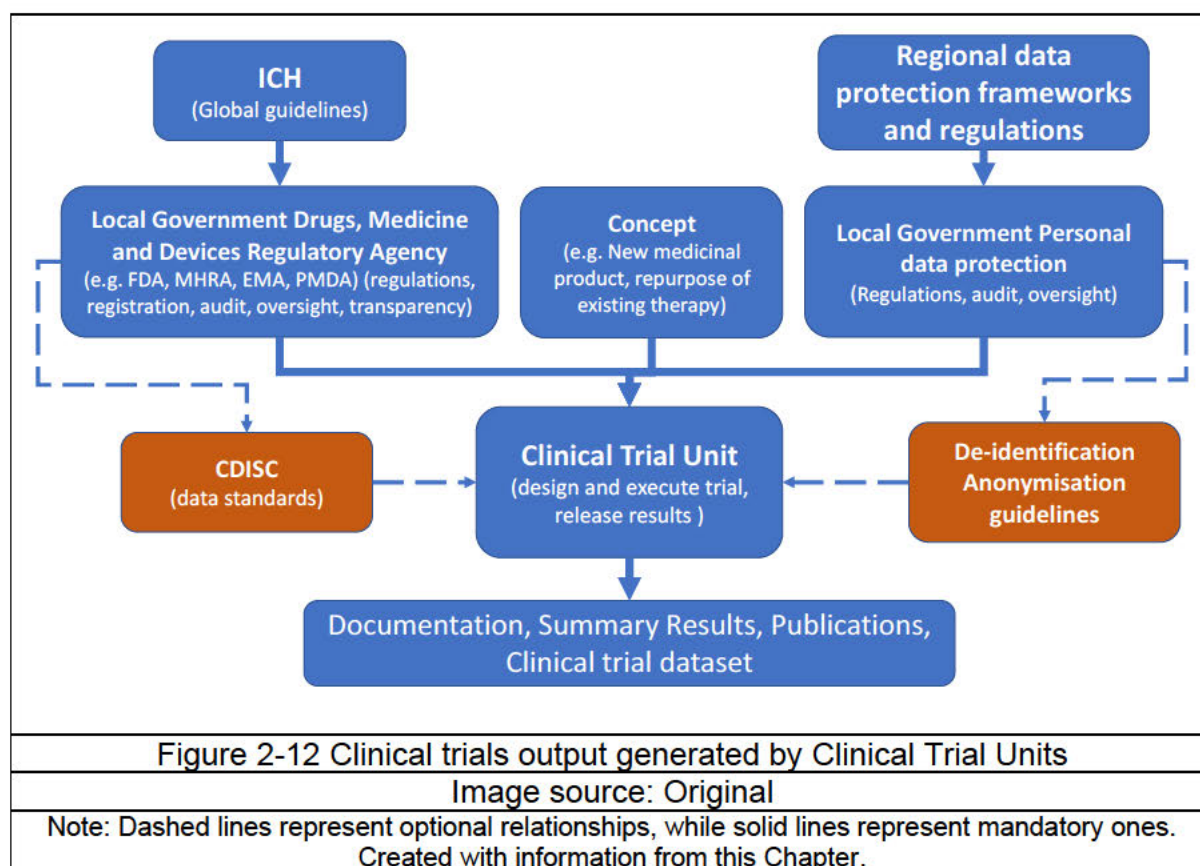 ICH
(Global guidelines)
Regional data
protection frameworks
and regulations
Local Government Drugs, Medicine
and Devices Regulatory Agency
(e.g. FDA, MHRA, EMA, PMDA) (regulations,
registration, audit, oversight, transparency)
Concept
(e.g. New medicinal
product, repurpose of
existing therapy)
Local Government Personal
data protection
(Regulations, audit, oversight)
CDISC
(data standards)
Clinical Trial Unit
(design and execute trial,
release results )
De-identification
Anonymisation
guidelines
Documentation, Summary Results, Publications,
Clinical trial dataset
Figure 2-12 Clinical trials output generated by Clinical Trial Units
Image source: Original
Note: Dashed lines represent optional relationships, while solid lines represent mandatory ones.
Created with information from this Chapter.